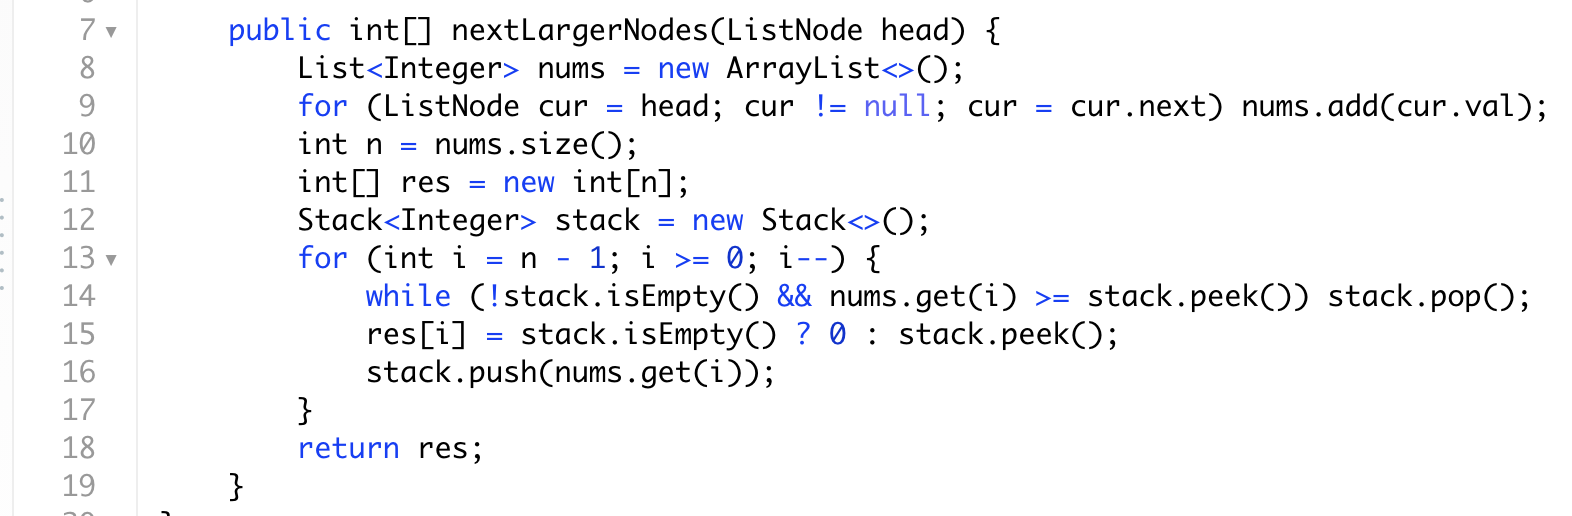 7 public int[] nextLargerNodes(ListNode head) {
8 List<Integer> nums = new ArrayList<>();
9 for (ListNode cur = head; cur != null; cur = cur.next) nums.add(cur.val);
10 int n = nums.size();
11 int[] res = new int[n];
12 Stack<Integer> stack = new Stack<>();
13 for (int i = n - 1; i >= 0; i--) {
14 while (!stack.isEmpty() && nums.get(i) >= stack.peek()) stack.pop();
15 res[i] = stack.isEmpty() ? 0 : stack.peek();
16 stack.push(nums.get(i));
17 }
18 return res;
19 }